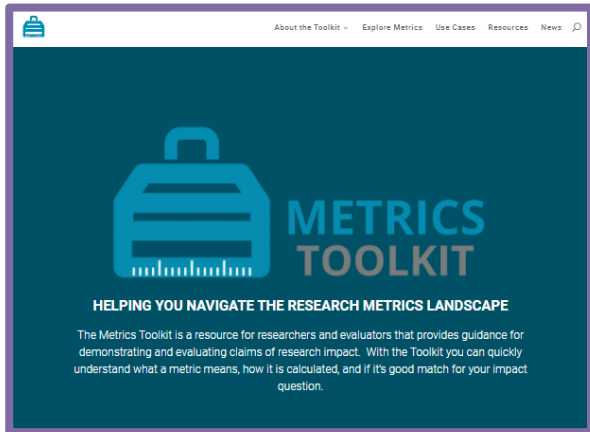 About the Toolkit Explore Metrics Use Cases Resources News
METRICS
TOOLKIT
HELPING YOU NAVIGATE THE RESEARCH METRICS LANDSCAPE
The Metrics Toolkit is a resource for researchers and evaluators that provides guidance for
demonstrating and evaluating claims of research impact. With the Toolkit you can quickly
understand what a metric means, how it is calculated, and if it's good match for your impact
question.